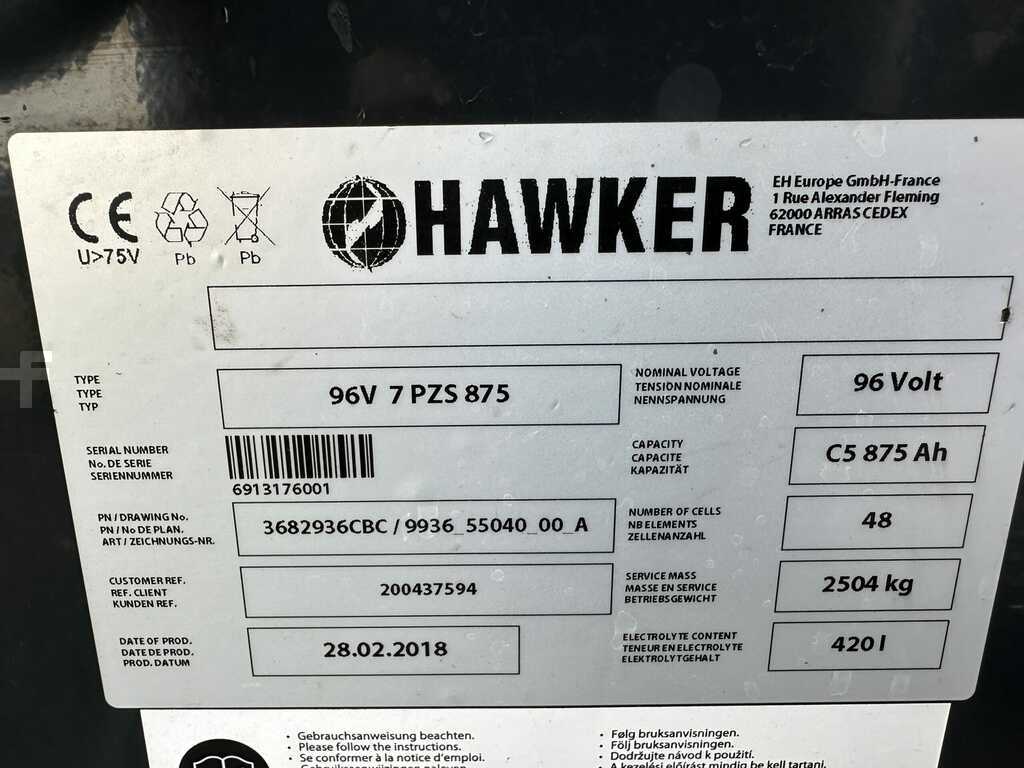 CE
U>75V
Pb
Pb
HAWKER
EH Europe GmbH-France
1 Rue Alexander Fleming
62000 ARRAS CEDEX
FRANCE
TYPE
TYPE
TYP
96V 7 PZS 875
NOMINAL VOLTAGE
TENSION NOMINALE
NENNSPANNUNG
96 Volt
SERIAL NUMBER
No. DE SERIE
SERIENNUMMER
6913176001
CAPACITY
CAPACITE
KAPAZITÄT
C5 875 Ah
PN / DRAWING No.
PN / No DE PLAN.
ART / ZEICHNUNGS-NR.
3682936CBC / 9936_55040_00_A
NUMBER OF CELLS
NB ELEMENTS
ZELLENANZAHL
48
CUSTOMER REF.
REF. CLIENT
KUNDEN REF.
200437594
SERVICE MASS
MASSE EN SERVICE
BETRIEBSGEWICHT
2504 kg
DATE OF PROD.
DATE DE PROD.
PROD. DATUM
28.02.2018
ELECTROLYTE CONTENT
TENEUR EN ELECTROLYTE
ELEKTROLYTGEHALT
420 l
• Gebrauchsanweisung beachten.
• Please follow the instructions.
• Se conformer à la notice d'emploi.
• Følg bruksanvisningen.
• Följ bruksanvisningen.
• Dodržujte návod k použití.
• A kezelési előírást mindig be kell tartani.